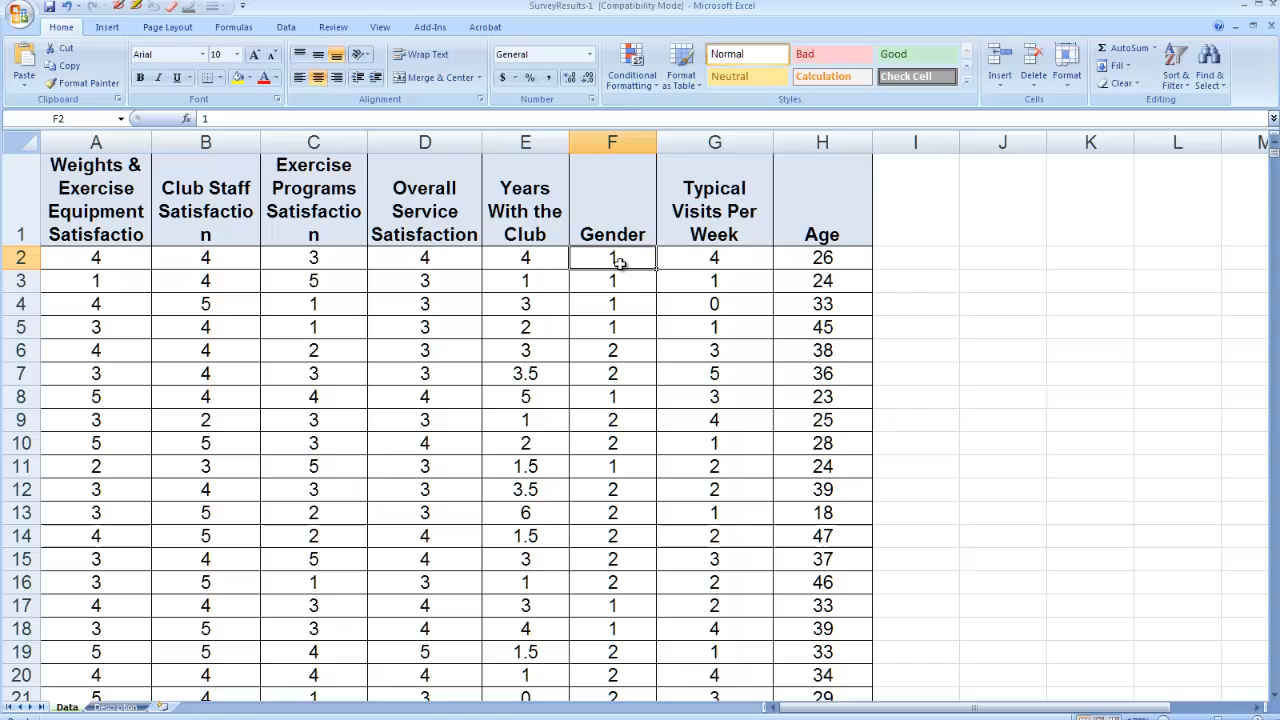 SurveyResults-1 [Compatibility Mode] - Microsoft Excel
Home Insert Page Layout Formulas Data Review View Add-Ins Acrobat
Paste Cut Copy Format Painter Clipboard
Arial 10 A A B I U A Font
Wrap Text Merge & Center Alignment
General $ % , Number
Conditional Formatting Format as Table Normal Bad Good Neutral Calculation Check Cell Styles
Insert Delete Format Cells
Σ AutoSum Fill Clear Sort & Filter Find & Select Editing
F2 fx 1
A B C D E F G H I J K L M
1
Weights & Exercise Equipment Satisfactio
Club Staff Satisfactio n
Exercise Programs Satisfactio n
Overall Service Satisfaction
Years With the Club
Gender
Typical Visits Per Week
Age
2 4 4 3 4 4 1 4 26
3 1 4 5 3 1 1 1 24
4 4 5 1 3 3 1 0 33
5 3 4 1 3 2 1 1 45
6 4 4 2 3 3 2 3 38
7 3 4 3 3 3.5 2 5 36
8 5 4 4 4 5 1 3 23
9 3 2 3 3 1 2 4 25
10 5 5 3 4 2 2 1 28
11 2 3 5 3 1.5 1 2 24
12 3 4 3 3 3.5 2 2 39
13 3 5 2 3 6 2 1 18
14 4 5 2 4 1.5 2 2 47
15 3 4 5 4 3 2 3 37
16 3 5 1 3 1 2 2 46
17 4 4 3 4 3 1 2 33
18 3 5 3 4 4 1 4 39
19 5 5 4 5 1.5 2 1 33
20 4 4 4 4 1 2 4 34
21 5 4 1 3 0 2 3 29
Data Description